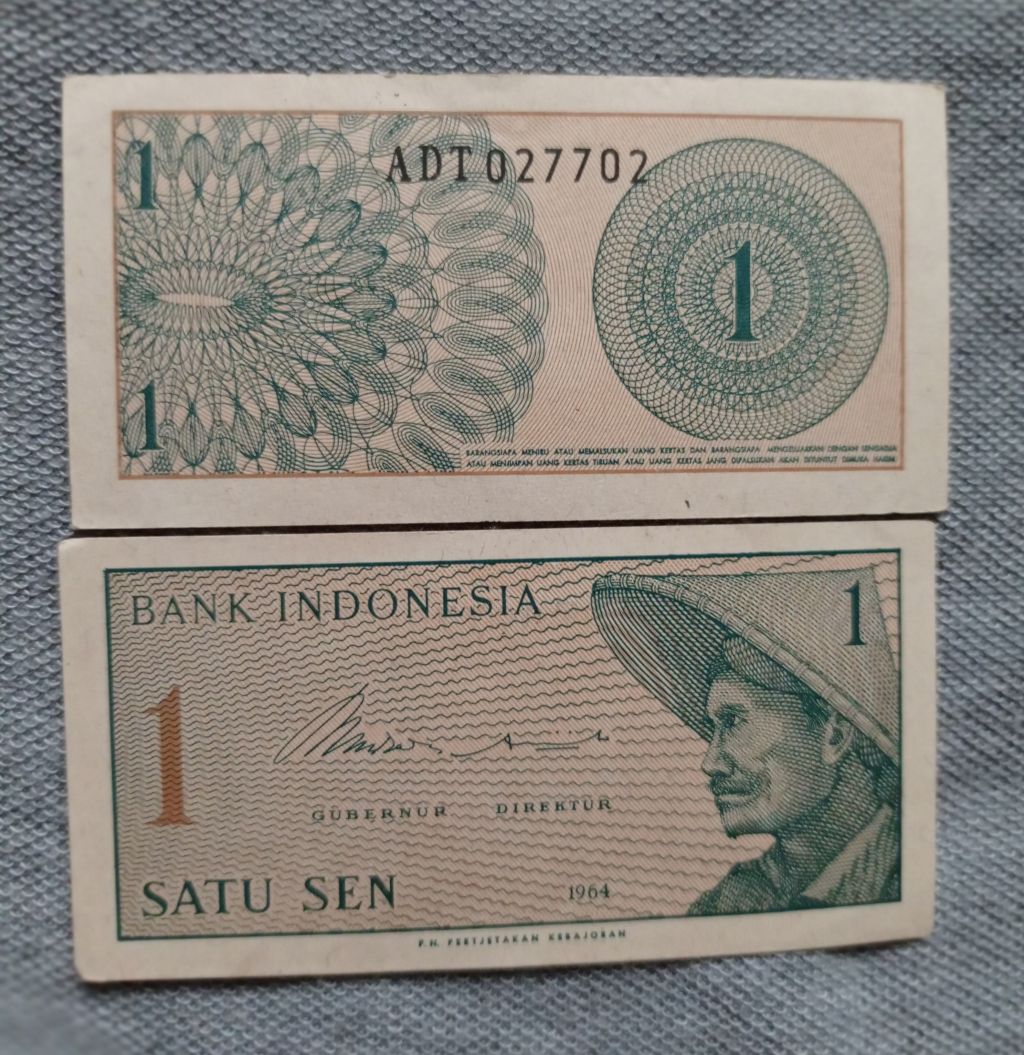 1
ADT027702
1
1
BARANGSIAPA MENIRU ATAU MEMALSUKAN UANG KERTAS DAN BARANGSIAPA MENGELUARKAN DENGAN SENGADJA
ATAU MENJIMPAN UANG KERTAS TIRUAN ATAU UANG KERTAS JANG DIPALSUKAN AKAN DITUNTUT DIMUKA HAKIM
BANK INDONESIA
1
1
GUBERNUR DIREKTUR
SATU SEN
1964
P.N. PERTJETAKAN KEBAJORAN